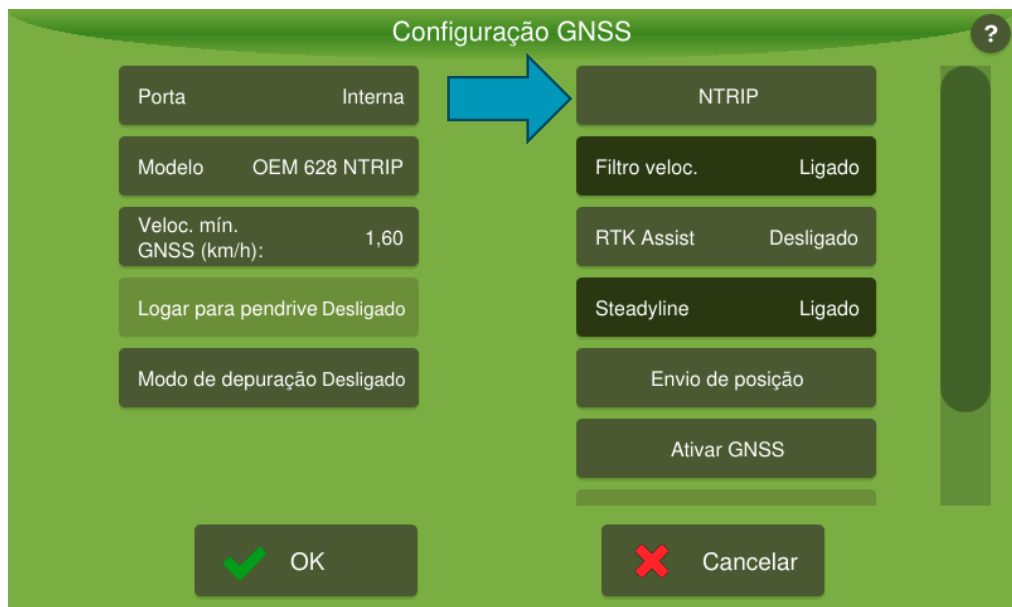 Configuração GNSS
?
Porta Interna
NTRIP
Modelo OEM 628 NTRIP
Filtro veloc. Ligado
Veloc. mín.
GNSS (km/h): 1,60
RTK Assist Desligado
Logar para pendrive Desligado
Steadyline Ligado
Modo de depuração Desligado
Envio de posição
Ativar GNSS
OK
Cancelar